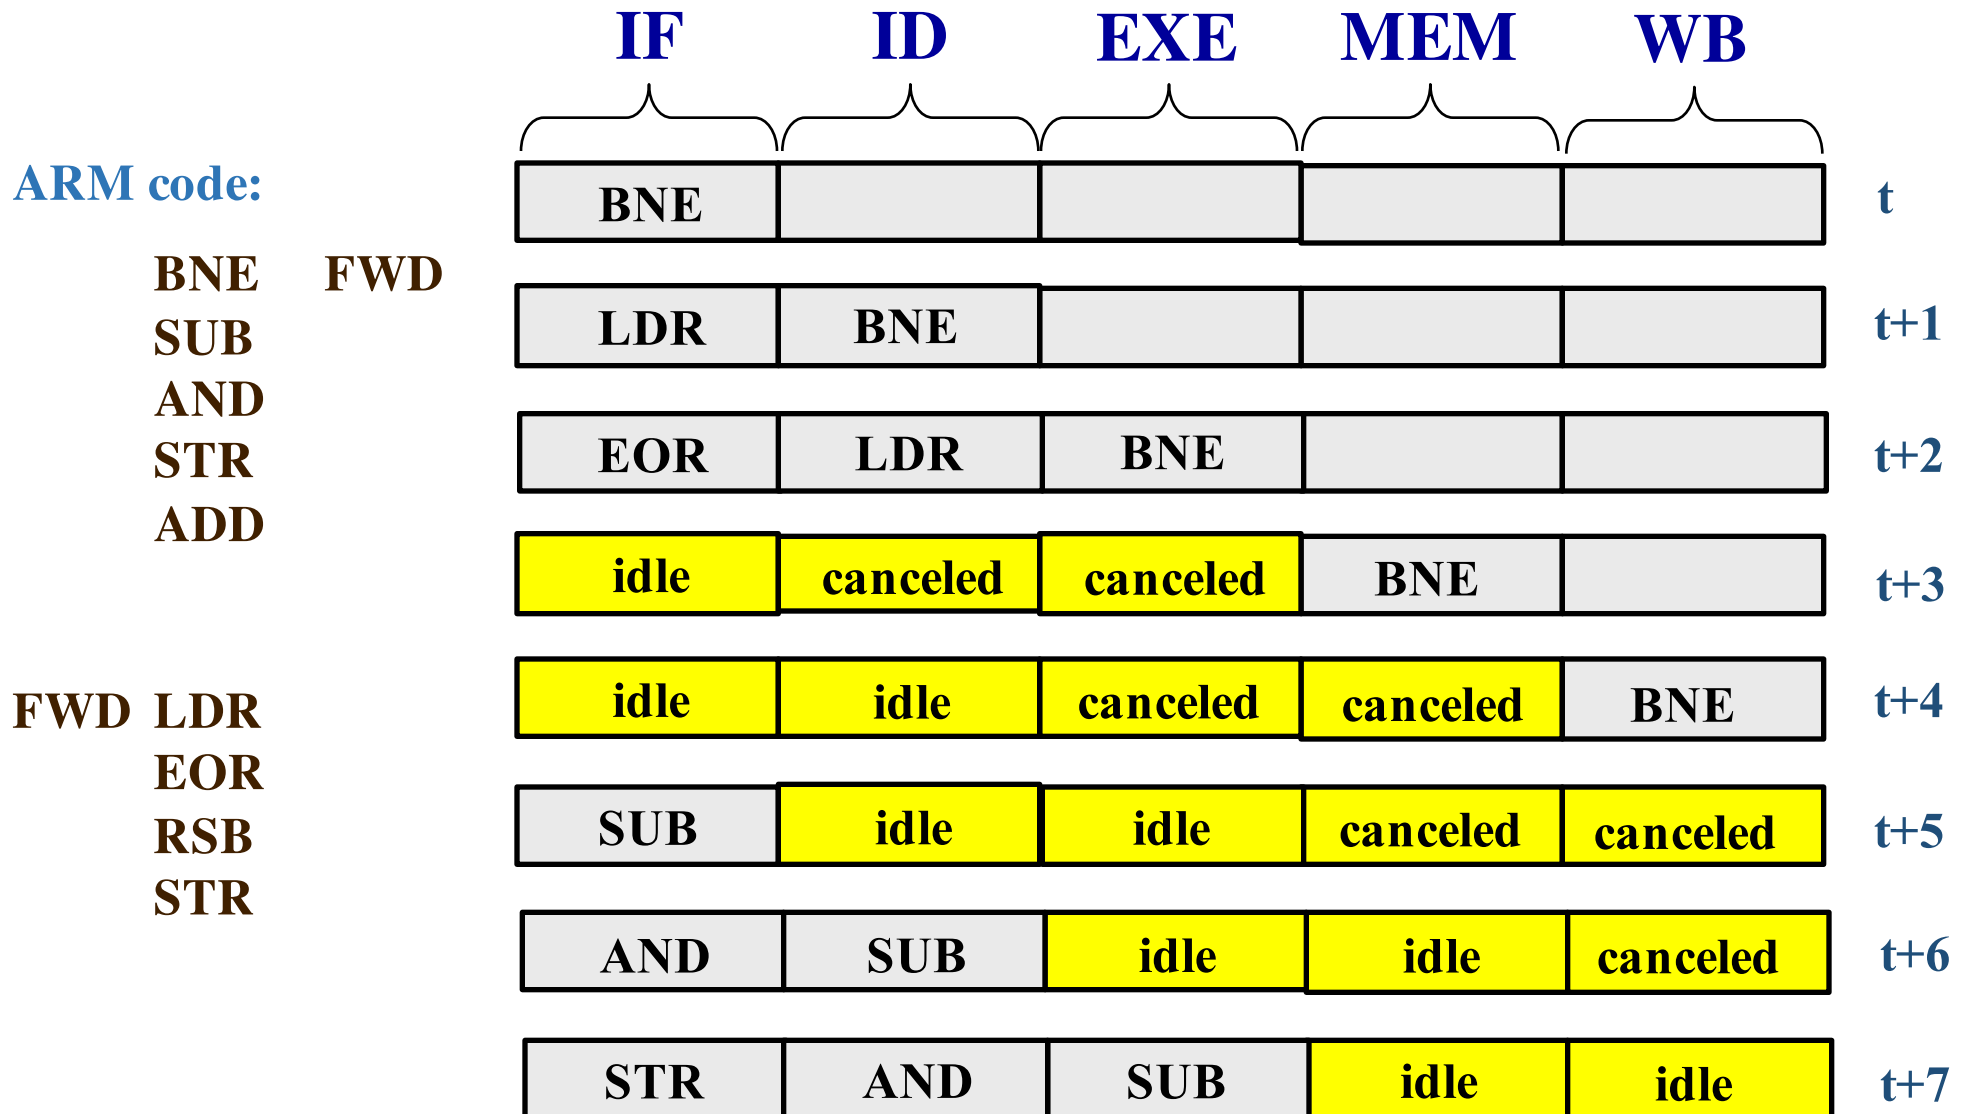 IF ID EXE MEM WB
ARM code:
BNE FWD
SUB
AND
STR
ADD
FWD LDR
EOR
RSB
STR
BNE t
LDR BNE t+1
EOR LDR BNE t+2
idle canceled canceled BNE t+3
idle idle canceled canceled BNE t+4
SUB idle idle canceled canceled t+5
AND SUB idle idle canceled t+6
STR AND SUB idle idle t+7